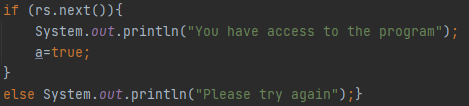 if (rs.next()){
    System.out.println("You have access to the program");
    a=true;
}
else System.out.println("Please try again");}